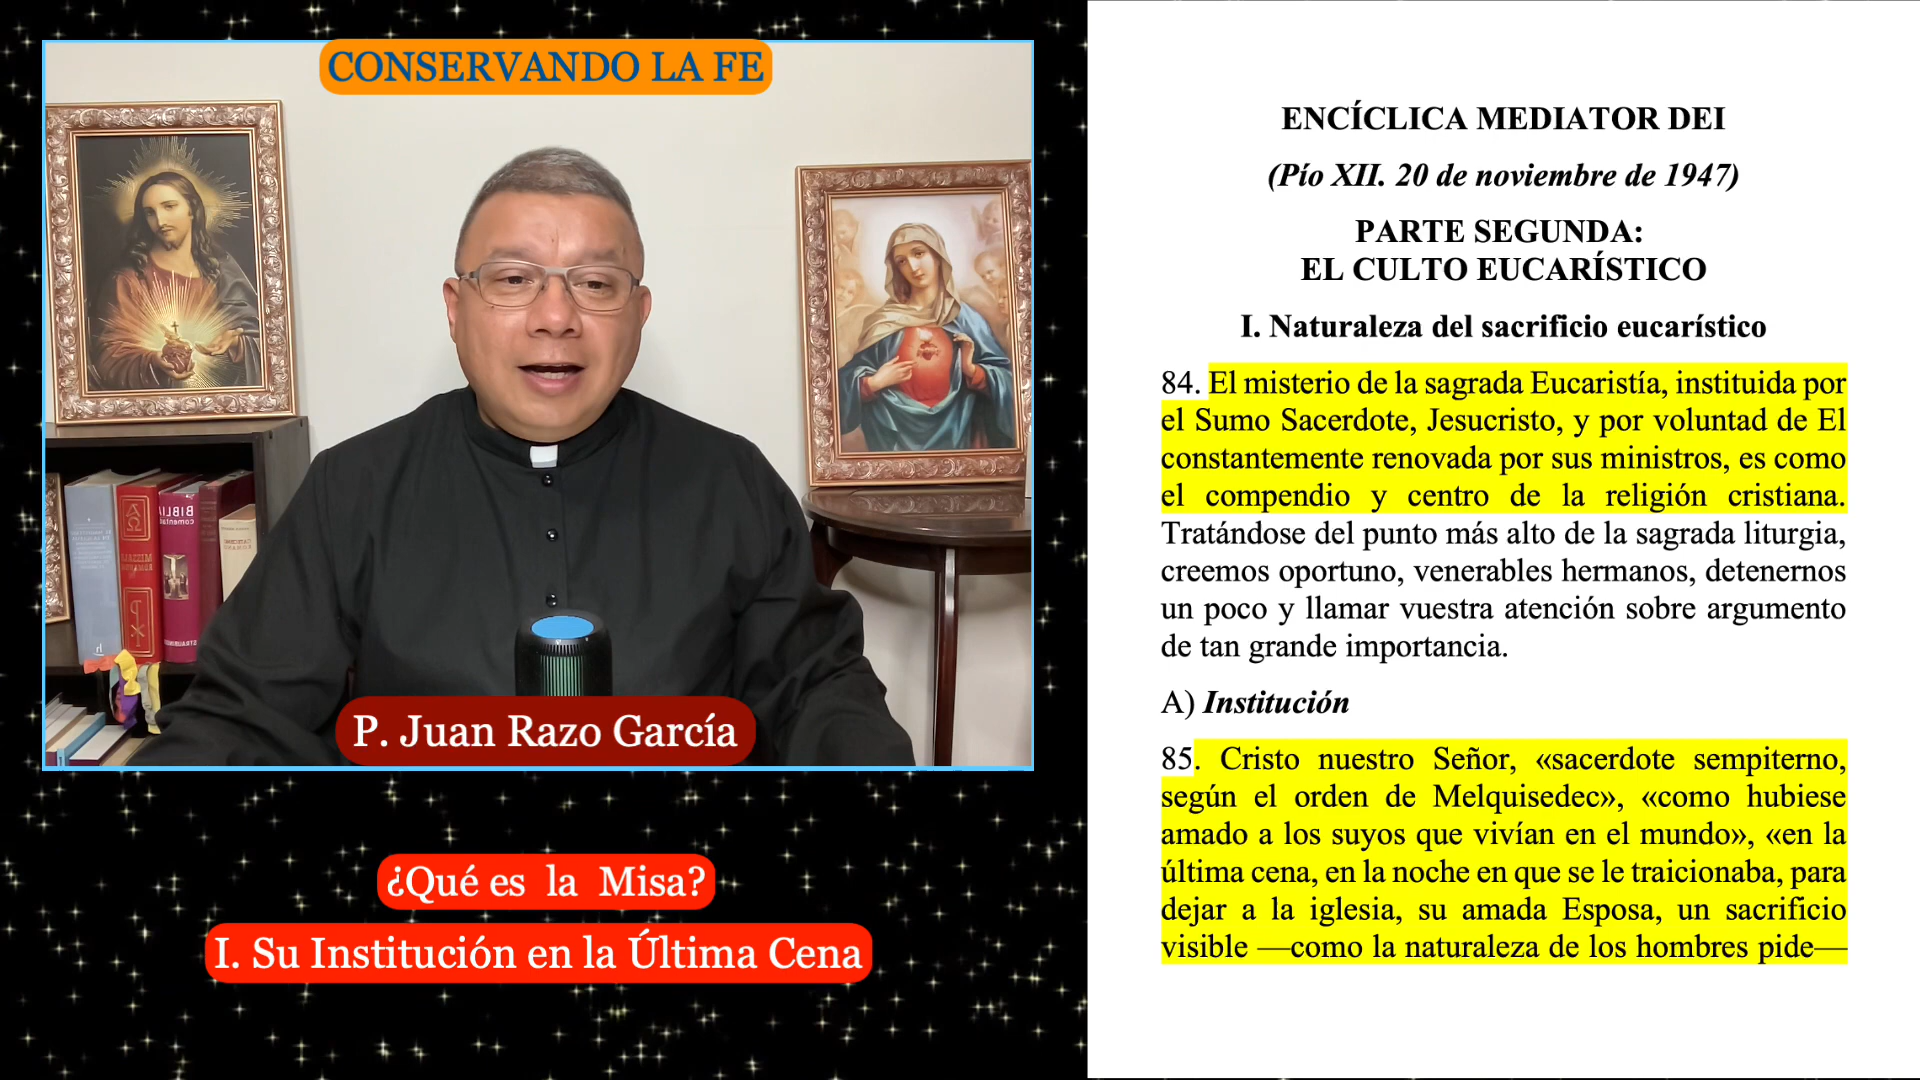 CONSERVANDO LA FE
BIBLIA
P. Juan Razo García
¿Qué es la Misa?
I. Su Institución en la Última Cena
ENCÍCLICA MEDIATOR DEI
(Pío XII. 20 de noviembre de 1947)
PARTE SEGUNDA:
EL CULTO EUCARÍSTICO
I. Naturaleza del sacrificio eucarístico
84. El misterio de la sagrada Eucaristía, instituida por
el Sumo Sacerdote, Jesucristo, y por voluntad de El
constantemente renovada por sus ministros, es como
el compendio y centro de la religión cristiana.
Tratándose del punto más alto de la sagrada liturgia,
creemos oportuno, venerables hermanos, detenernos
un poco y llamar vuestra atención sobre argumento
de tan grande importancia.
A) Institución
85. Cristo nuestro Señor, «sacerdote sempiterno,
según el orden de Melquisedec», «como hubiese
amado a los suyos que vivían en el mundo», «en la
última cena, en la noche en que se le traicionaba, para
dejar a la iglesia, su amada Esposa, un sacrificio
visible —como la naturaleza de los hombres pide—